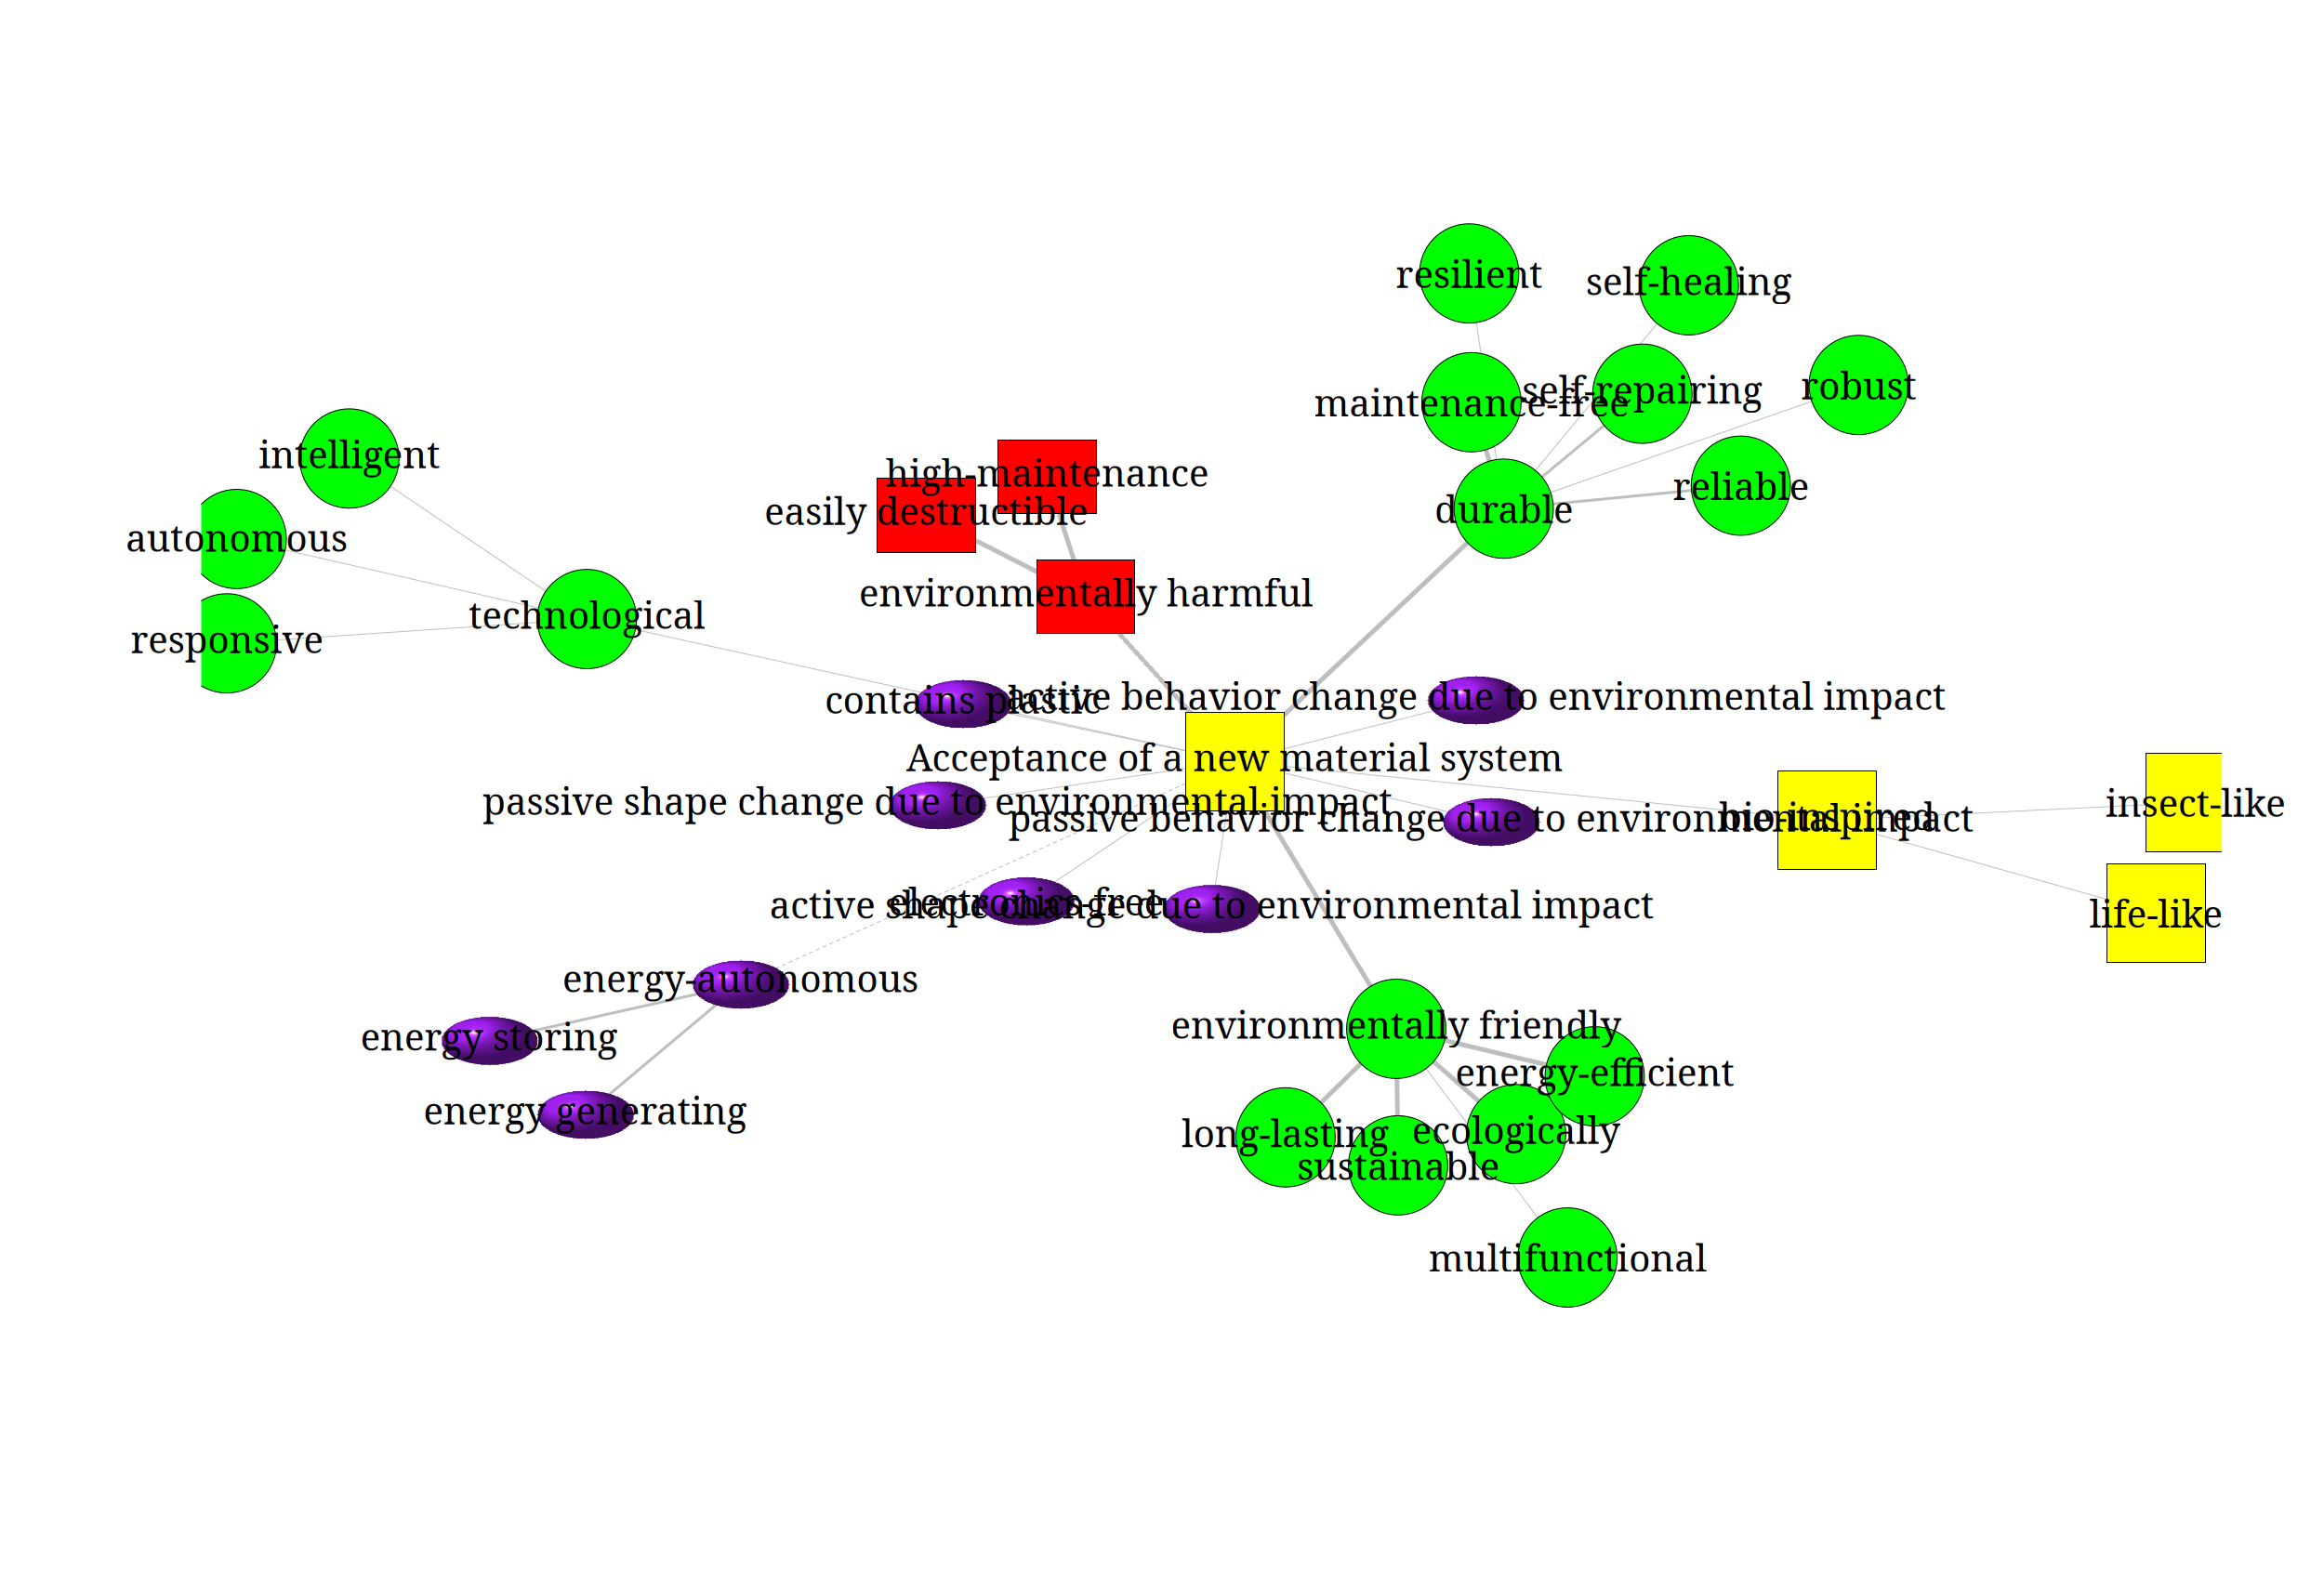 resilient
self-healing
self-repairing
robust
maintenance-free
intelligent
high-maintenance
reliable
easily destructible
durable
autonomous
environmentally harmful
technological
responsive
contains plastic
active behavior change due to environmental impact
Acceptance of a new material system
passive shape change due to environmental impact
insect-like
passive behavior change due to environmental impact
bio-inspired
electronics-free
active shape change due to environmental impact
life-like
energy-autonomous
environmentally friendly
energy storing
energy-efficient
energy generating
long-lasting
ecologically
sustainable
multifunctional